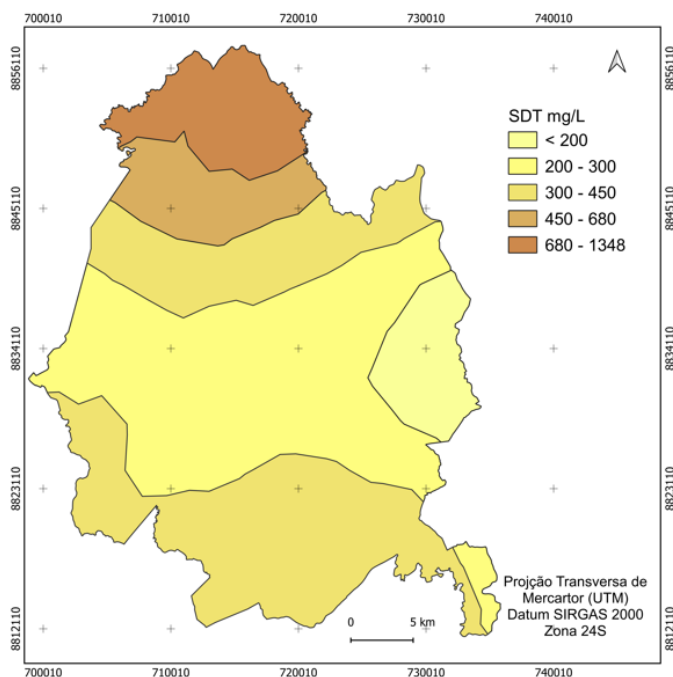 700010 710010 720010 730010 740010
8856110 8856110
SDT mg/L
< 200
200 - 300
300 - 450
450 - 680
680 - 1348
8845110 8845110
8834110 8834110
8823110 8823110
Projção Transversa de
Mercartor (UTM)
Datum SIRGAS 2000
Zona 24S
0 5 km
8812110 8812110
700010 710010 720010 730010 740010